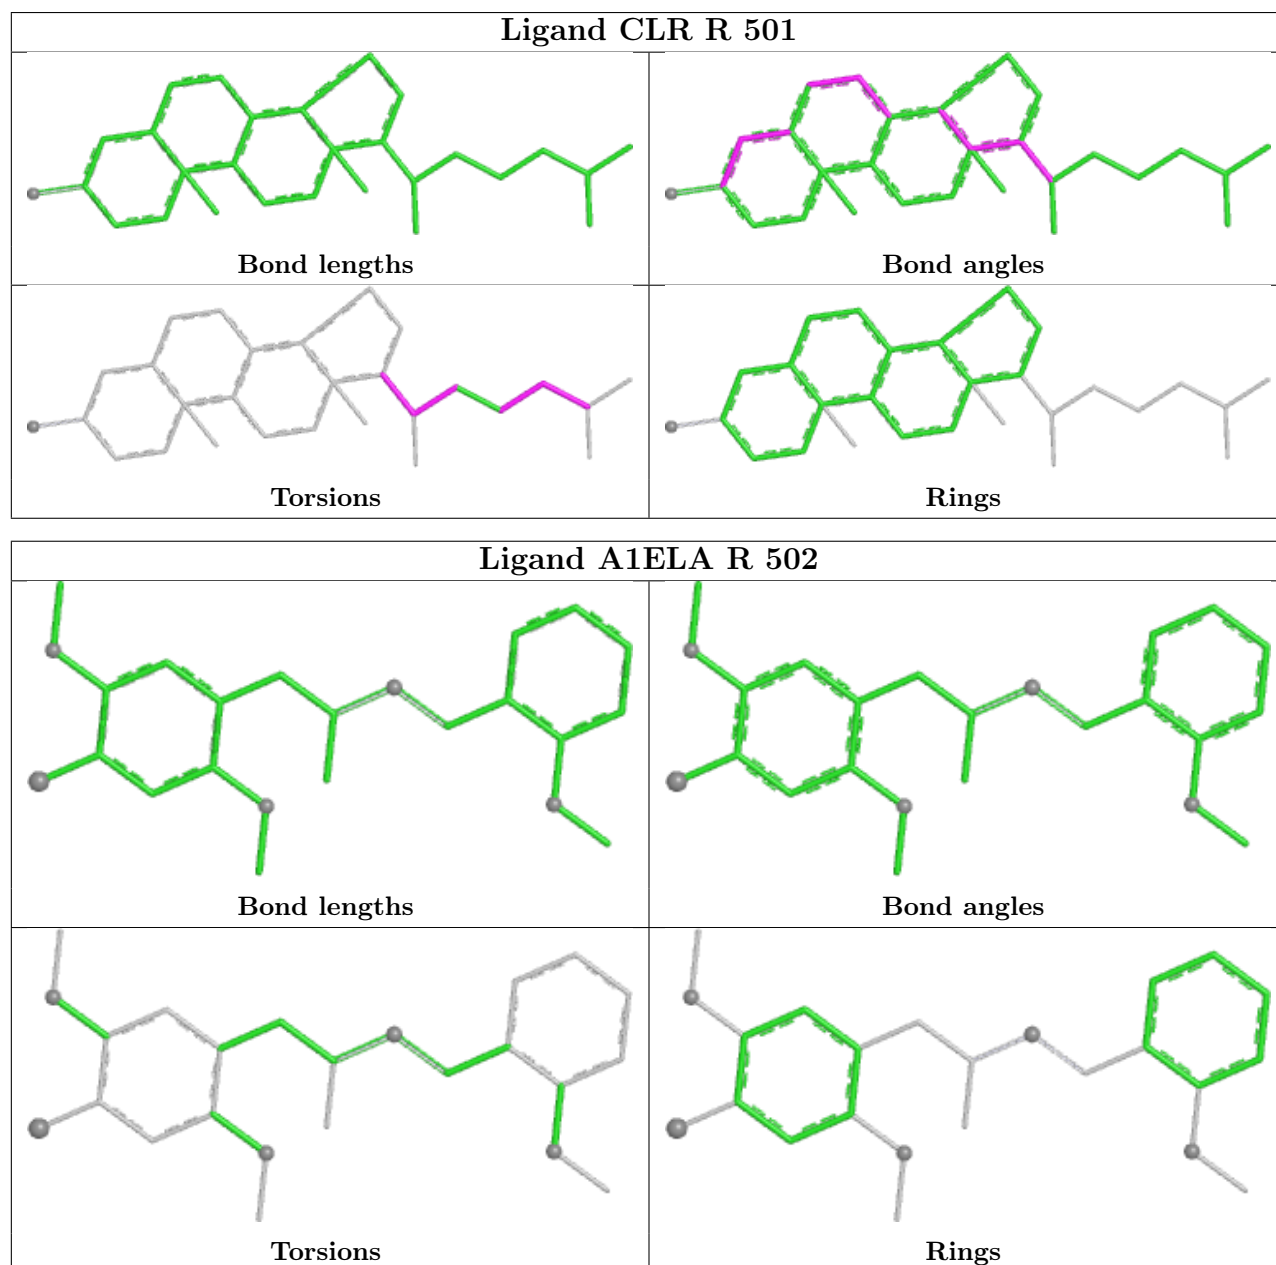 Ligand CLR R 501
Bond lengths
Bond angles
Torsions
Rings
Ligand A1ELA R 502
Bond lengths
Bond angles
Torsions
Rings